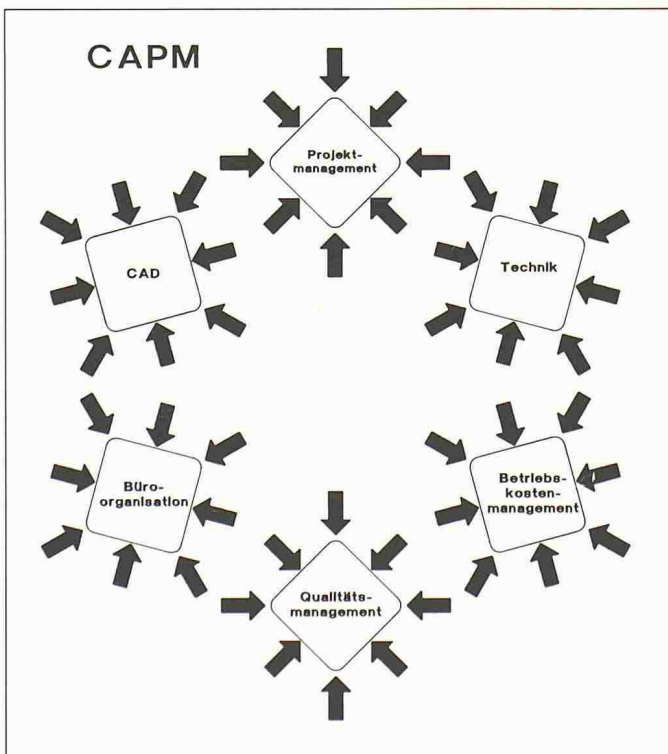 CAPM
Projekt-
management
CAD
Technik
Büro-
organisation
Betriebs-
kosten-
management
Qualitäts-
management